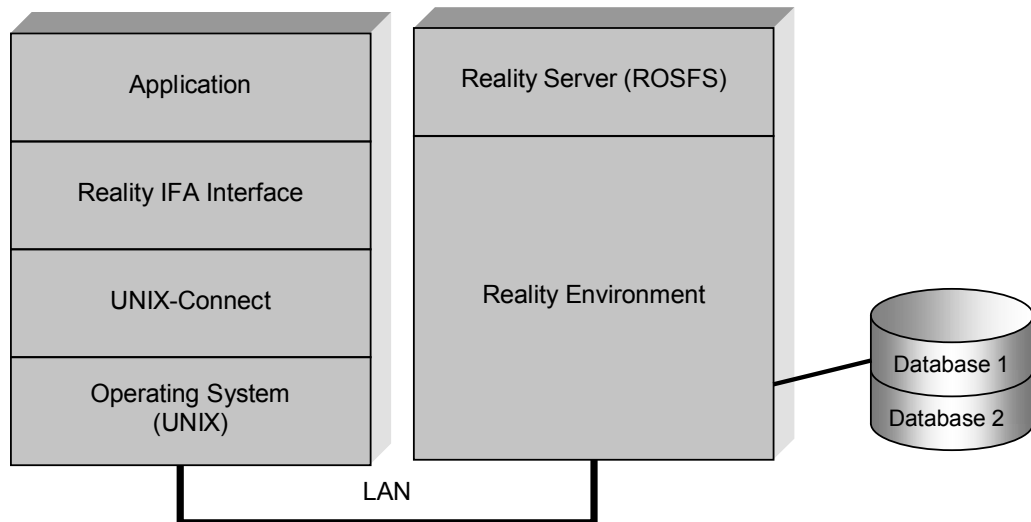 Application
Reality IFA Interface
UNIX-Connect
Operating System
(UNIX)
Reality Server (ROSFS)
Reality Environment
Database 1
Database 2
LAN